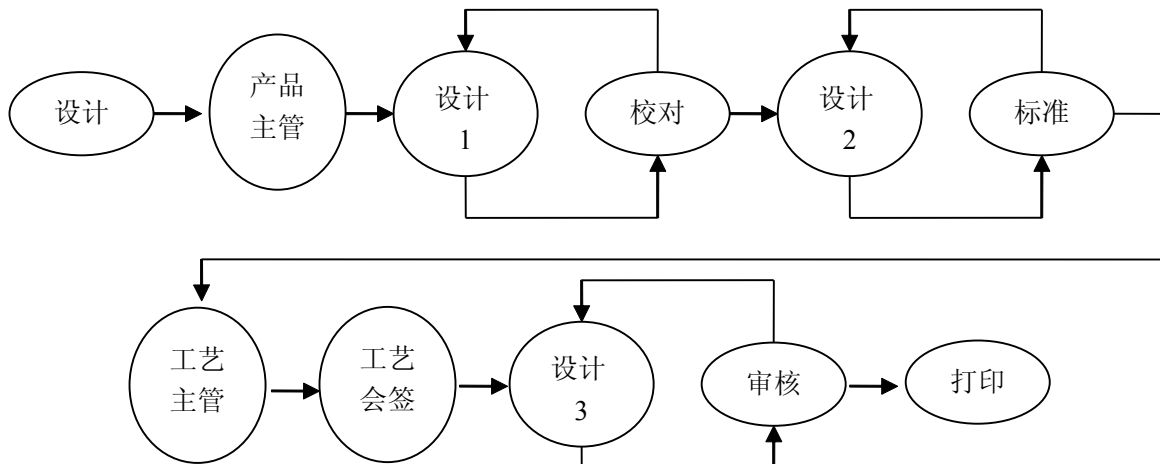 设计
产品
主管
设计
1
校对
设计
2
标准
工艺
主管
工艺
会签
设计
3
审核
打印